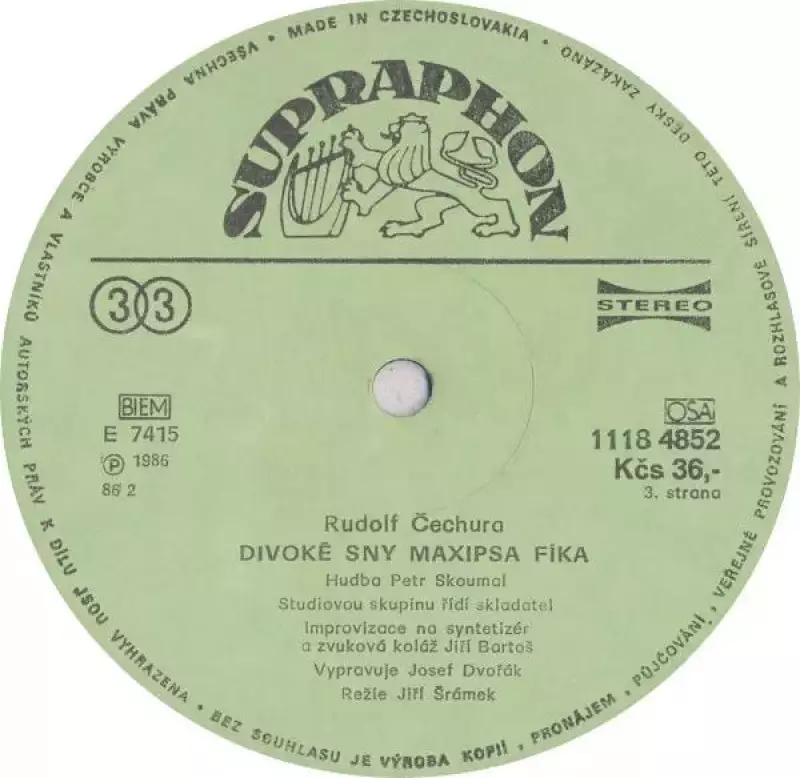 • MADE IN CZECHOSLOVAKIA •
VŠECHNA PRÁVA VÝROBCE A VLASTNÍKŮ AUTORSKÝCH PRÁV K DÍLU JSOU VYHRAZENA • BEZ SOUHLASU JE VÝROBA KOPIÍ , PRONÁJEM , PŮJČOVÁNÍ , VEŘEJNÉ PROVOZOVÁNÍ A ROZHLASOVÉ ŠÍŘENÍ TÉTO DESKY ZAKÁZÁNO
SUPRAPHON
33
STEREO
BIEM
E 7415
Ⓟ 1986
86 2
OSA
1118 4852
Kčs 36,-
3. strana
Rudolf Čechura
DIVOKÉ SNY MAXIPSA FÍKA
Hudba Petr Skoumal
Studiovou skupinu řídí skladatel
Improvizace na syntetizér
a zvuková koláž Jiří Bartoš
Vypravuje Josef Dvořák
Režie Jiří Šrámek